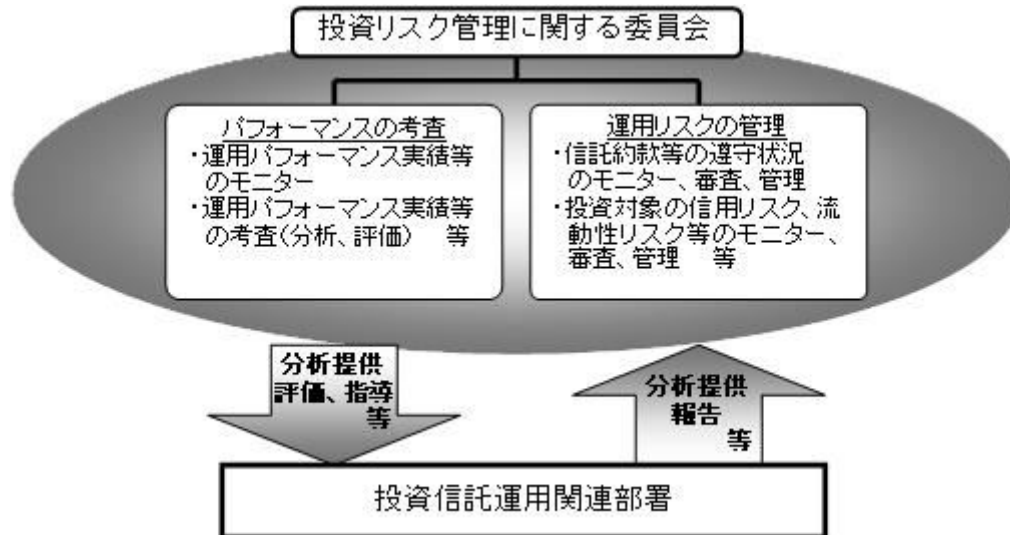 投資リスク管理に関する委員会
パフォーマンスの考査
・運用パフォーマンス実績等
のモニター
・運用パフォーマンス実績等
の考査(分析、評価) 等
運用リスクの管理
・信託約款等の遵守状況
のモニター、審査、管理
・投資対象の信用リスク、流
動性リスク等のモニター、
審査、管理 等
分析提供
評価、指導
等
分析提供
報告
等
投資信託運用関連部署